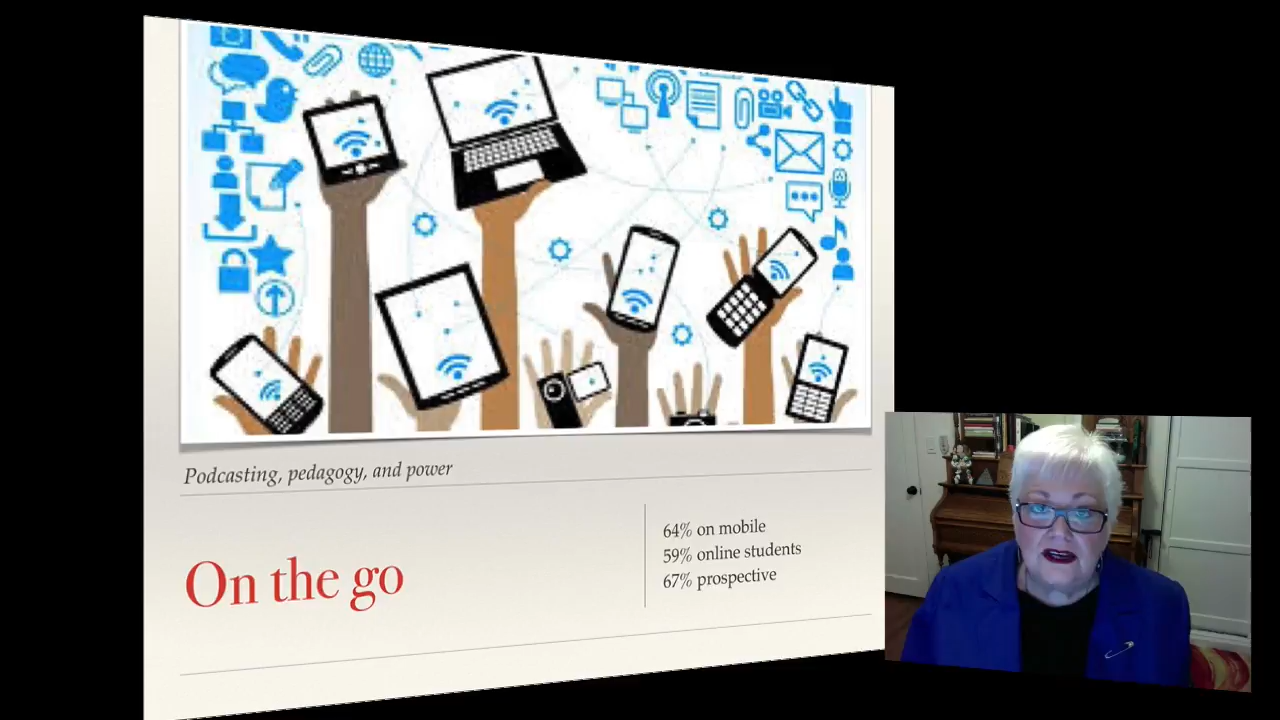 Podcasting, pedagogy, and power
On the go
64% on mobile
59% online students
67% prospective